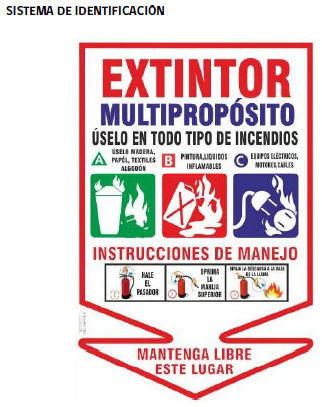 SISTEMA DE IDENTIFICACIÓN
EXTINTOR
MULTIPROPÓSITO
ÚSELO EN TODO TIPO DE INCENDIOS
A ÚSELO MADERA,
PAPÉL, TEXTILES
ALGODÓN
B PINTURA,LIQUIDOS
INFLAMABLES
C EQUIPOS ELÉCTRICOS,
MOTORES,CABLES
INSTRUCCIONES DE MANEJO
HALE
EL
PASADOR
OPRIMA
LA
MANIJA
SUPERIOR
DIRIJA LA DESCARGA A LA BASE
DE LA LLAMA
MANTENGA LIBRE
ESTE LUGAR